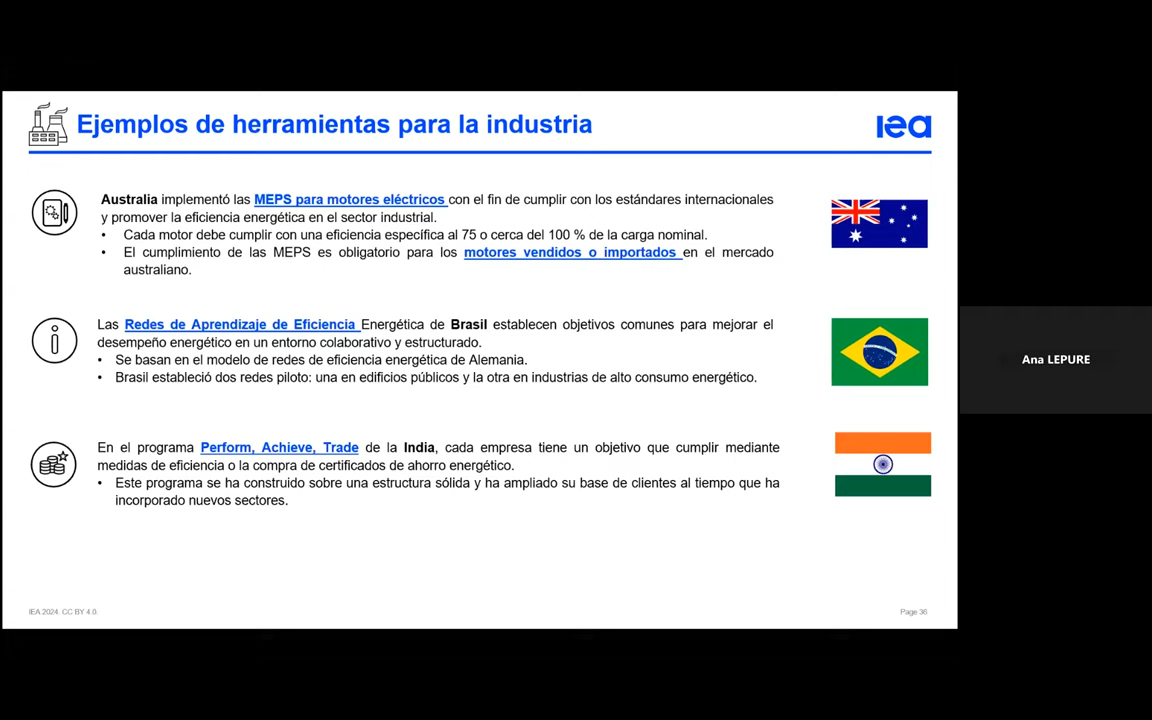 Ejemplos de herramientas para la industria
iea
Australia implementó las MEPS para motores eléctricos con el fin de cumplir con los estándares internacionales
y promover la eficiencia energética en el sector industrial.
• Cada motor debe cumplir con una eficiencia específica al 75 o cerca del 100 % de la carga nominal.
• El cumplimiento de las MEPS es obligatorio para los motores vendidos o importados en el mercado
australiano.
Las Redes de Aprendizaje de Eficiencia Energética de Brasil establecen objetivos comunes para mejorar el
desempeño energético en un entorno colaborativo y estructurado.
• Se basan en el modelo de redes de eficiencia energética de Alemania.
• Brasil estableció dos redes piloto: una en edificios públicos y la otra en industrias de alto consumo energético.
Ana LEPURE
En el programa Perform, Achieve, Trade de la India, cada empresa tiene un objetivo que cumplir mediante
medidas de eficiencia o la compra de certificados de ahorro energético.
• Este programa se ha construido sobre una estructura sólida y ha ampliado su base de clientes al tiempo que ha
incorporado nuevos sectores.
IEA 2024. CC BY 4.0.
Page 36